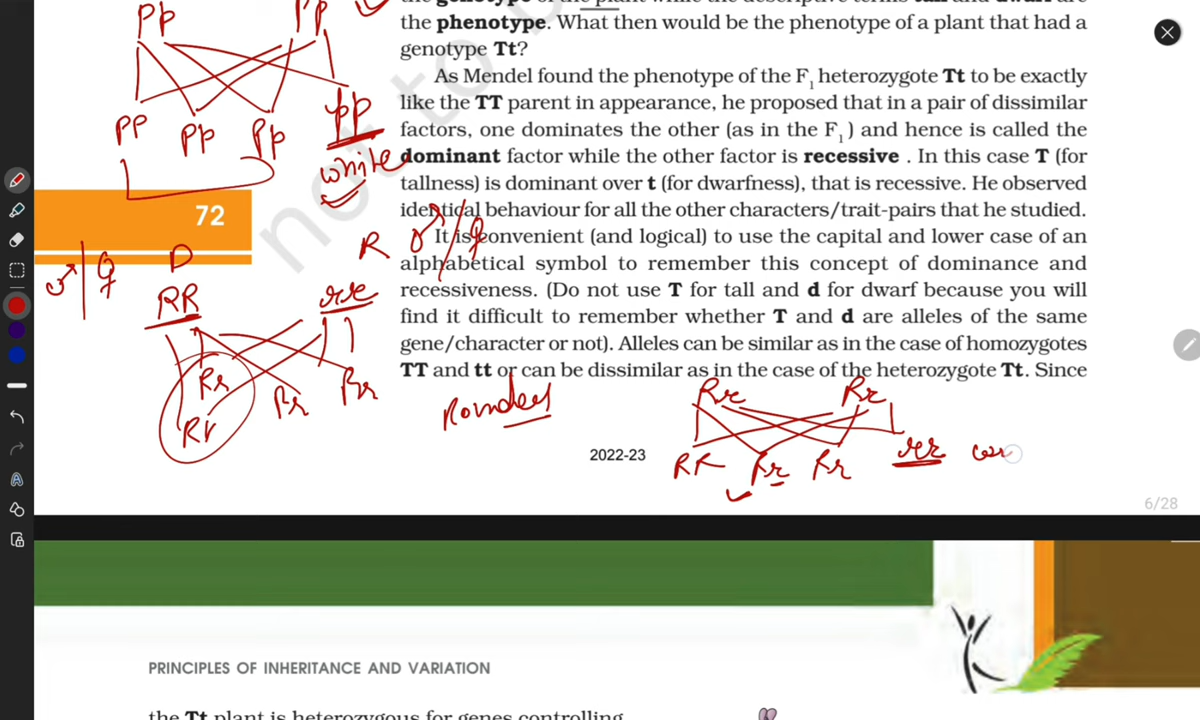 Pp Pp
the phenotype. What then would be the phenotype of a plant that had a
genotype Tt?
As Mendel found the phenotype of the F1 heterozygote Tt to be exactly
like the TT parent in appearance, he proposed that in a pair of dissimilar
factors, one dominates the other (as in the F1) and hence is called the
dominant factor while the other factor is recessive . In this case T (for
tallness) is dominant over t (for dwarfness), that is recessive. He observed
identical behaviour for all the other characters/trait-pairs that he studied.
It is convenient (and logical) to use the capital and lower case of an
alphabetical symbol to remember this concept of dominance and
recessiveness. (Do not use T for tall and d for dwarf because you will
find it difficult to remember whether T and d are alleles of the same
gene/character or not). Alleles can be similar as in the case of homozygotes
TT and tt or can be dissimilar as in the case of the heterozygote Tt. Since
PP Pp Pp pp
white
72
♂/♀ D R ♂/♀
RR rr
Rr
Rr Rr Rr
Rounded
Rr Rr
RR Rr Rr rr
2022-23
6/28
PRINCIPLES OF INHERITANCE AND VARIATION
the Tt plant is heterozygous for genes controlling